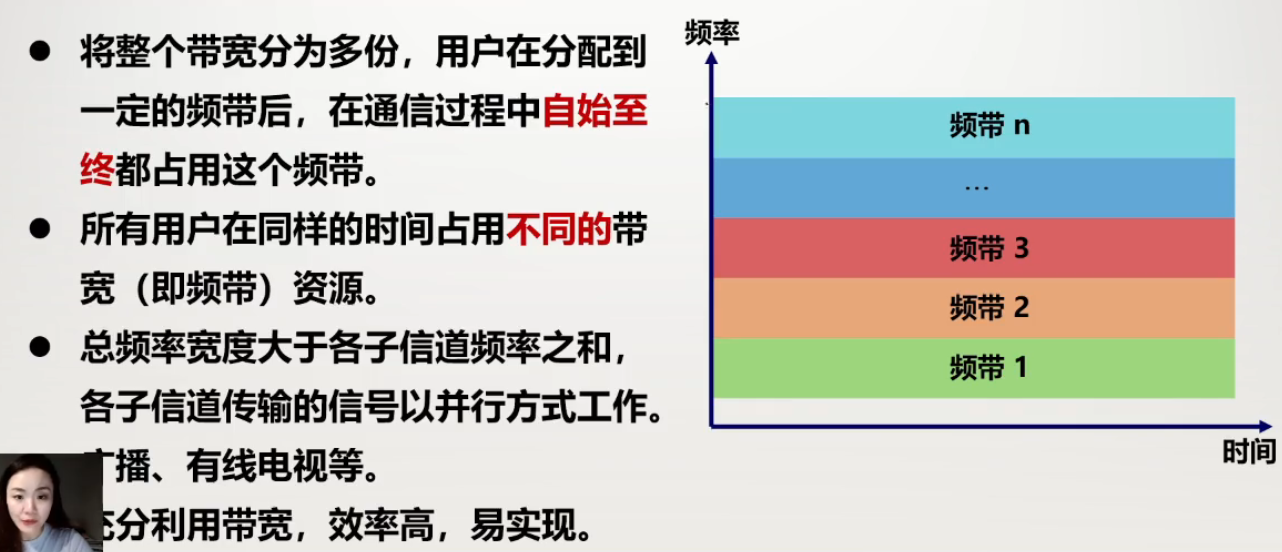 将整个带宽分为多份，用户在分配到
一定的频带后，在通信过程中自始至
终都占用这个频带。
所有用户在同样的时间占用不同的带
宽（即频带）资源。
总频率宽度大于各子信道频率之和，
各子信道传输的信号以并行方式工作。
播、有线电视等。
分利用带宽，效率高，易实现。
频率
频带 n
...
频带 3
频带 2
频带 1
时间